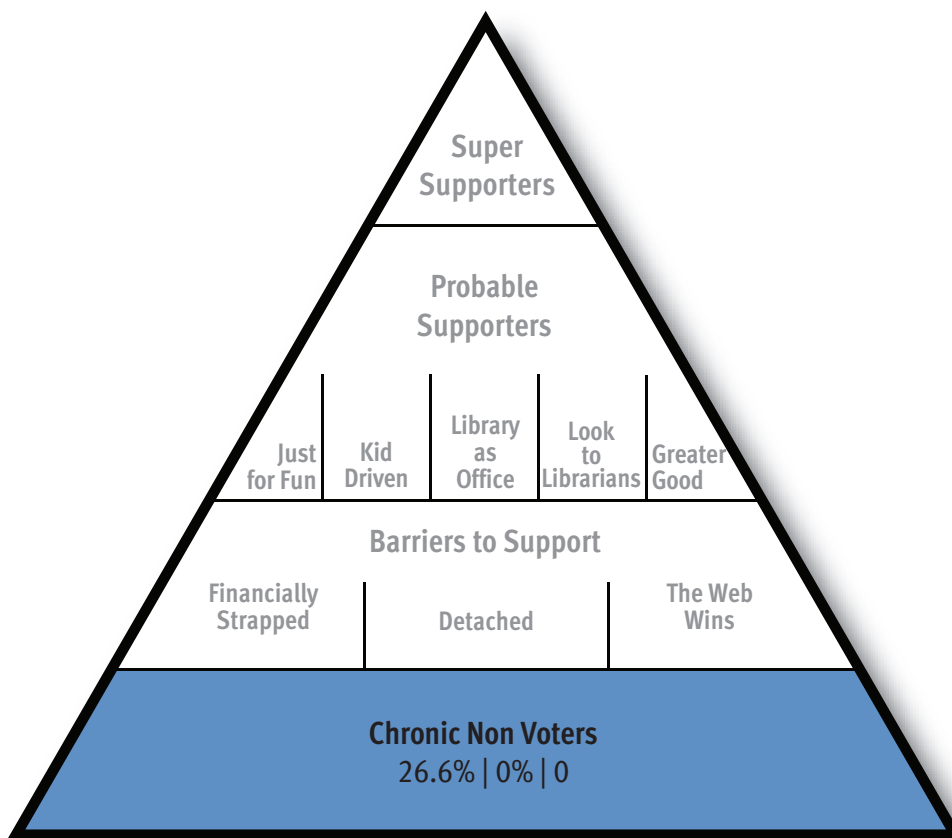 Super
Supporters
Probable
Supporters
Just
for Fun
Kid
Driven
Library
as
Office
Look
to
Librarians
Greater
Good
Barriers to Support
Financially
Strapped
Detached
The Web
Wins
Chronic Non Voters
26.6% | 0% | 0